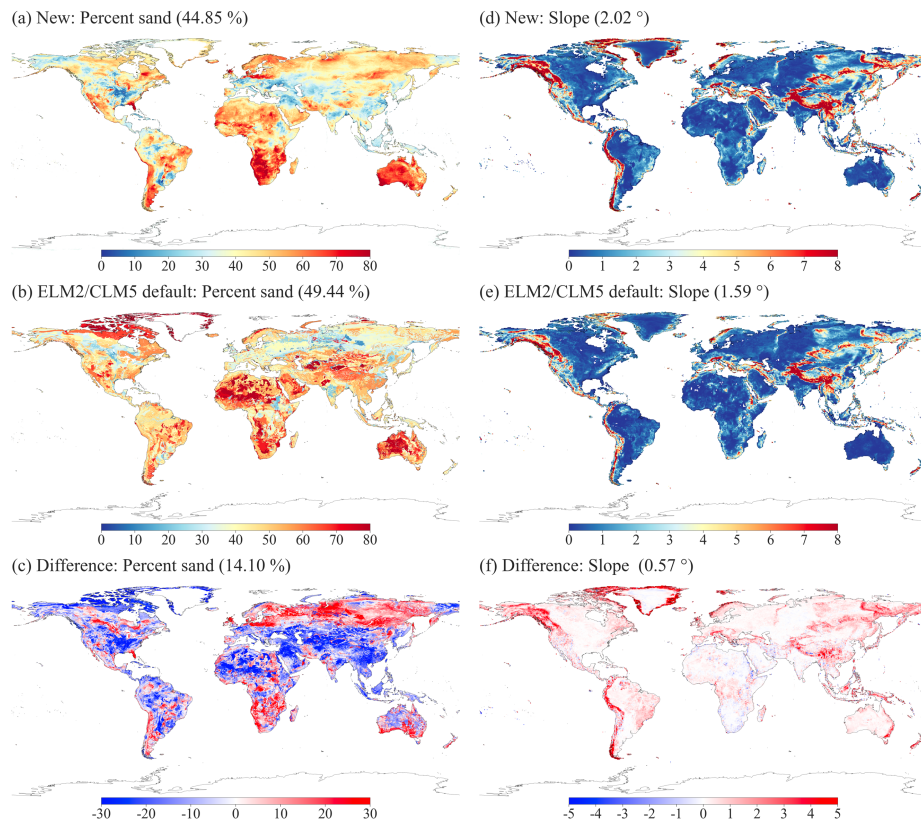 (a) New: Percent sand (44.85 %)
0 10 20 30 40 50 60 70 80
(b) ELM2/CLM5 default: Percent sand (49.44 %)
0 10 20 30 40 50 60 70 80
(c) Difference: Percent sand (14.10 %)
-30 -20 -10 0 10 20 30
(d) New: Slope (2.02 °)
0 1 2 3 4 5 6 7 8
(e) ELM2/CLM5 default: Slope (1.59 °)
0 1 2 3 4 5 6 7 8
(f) Difference: Slope (0.57 °)
-5 -4 -3 -2 -1 0 1 2 3 4 5